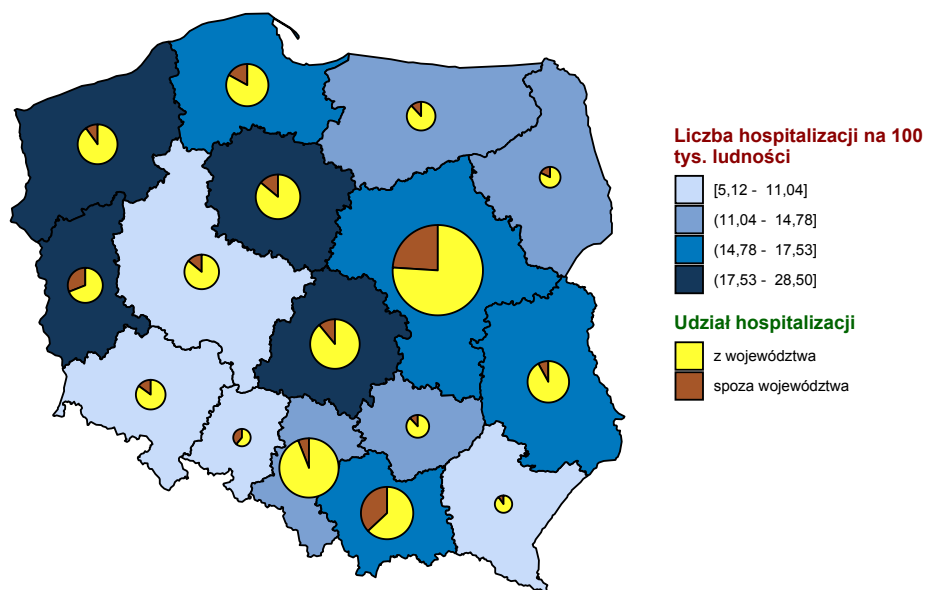 Liczba hospitalizacji na 100
tys. ludności
[5,12 - 11,04]
(11,04 - 14,78]
(14,78 - 17,53]
(17,53 - 28,50]
Udział hospitalizacji
z województwa
spoza województwa